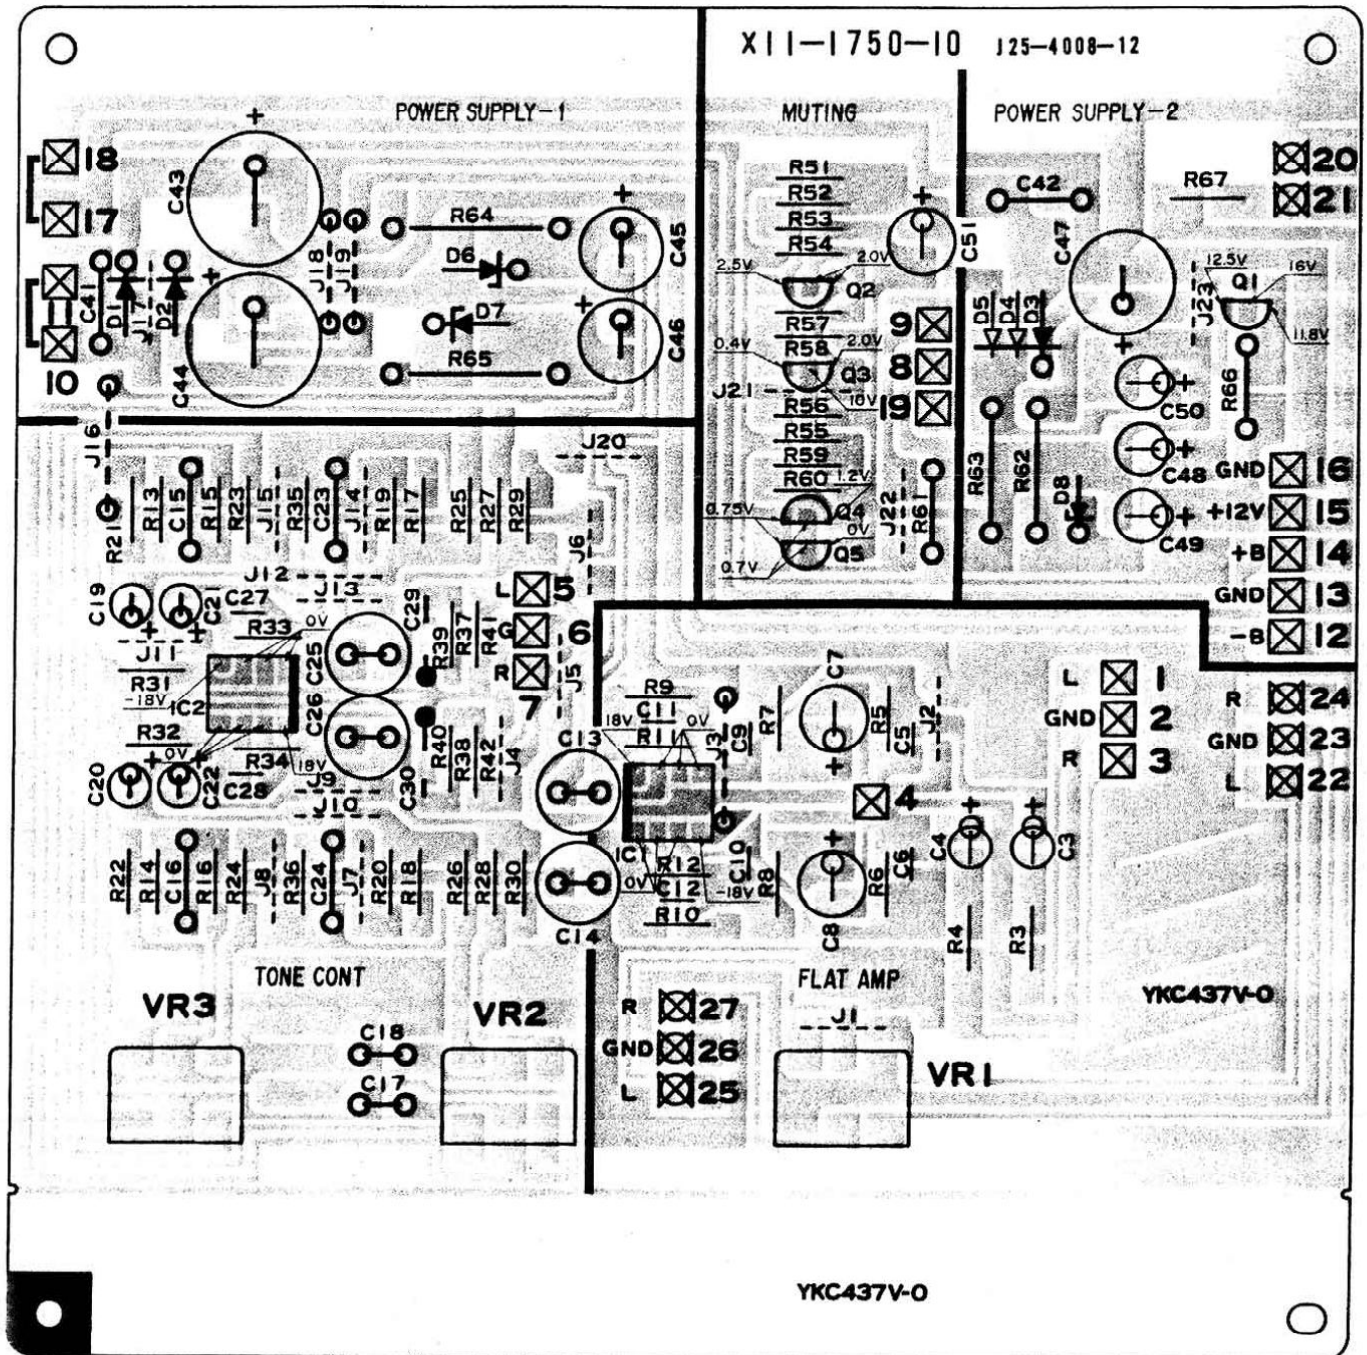 X11-1750-10 J25-4008-12
POWER SUPPLY-1
MUTING
POWER SUPPLY-2
18
17
10
C43
C44
C41
D1
J17
D2
J18
J19
R64
D6
D7
R65
C45
C46
J16
R51
R52
R53
R54
2.5V
2.0V
Q2
R57
R58
0.4V
2.0V
Q3
10V
J21
R56
R55
R59
R60
1.2V
0.75V
Q4
0V
Q5
0.7V
C51
9
8
19
J22
R61
C42
R67
20
21
C47
D5
D4
D3
J23
12.5V
Q1
16V
11.8V
C50
C48
C49
R66
R63
R62
D8
GND 16
+12V 15
+B 14
GND 13
-B 12
R21
R13
C15
R15
R23
J15
R35
C23
J14
R19
R17
R25
R27
R29
J20
J6
J12
J13
C19
C21
C27
R33
0V
J11
R31
-18V
IC2
R32
0V
R34
18V
C20
C22
C28
J9
J10
C25
C26
C29
R39
R37
R41
L 5
G 6
R 7
J5
C30
R40
R38
R42
J4
C13
C14
R22
R14
C16
R16
R24
J8
R36
C24
J7
R20
R18
R26
R28
R30
R9
C11
R11
18V
0V
J3
C9
R7
C7
R5
C5
J2
IC1
R12
C12
R10
0V
-18V
C10
R8
C8
R6
C6
4
C4
C3
R4
R3
L 1
GND 2
R 3
R 24
GND 23
L 22
TONE CONT
FLAT AMP
VR3
VR2
VR1
C18
C17
R 27
GND 26
L 25
J1
YKC437V-0
YKC437V-0